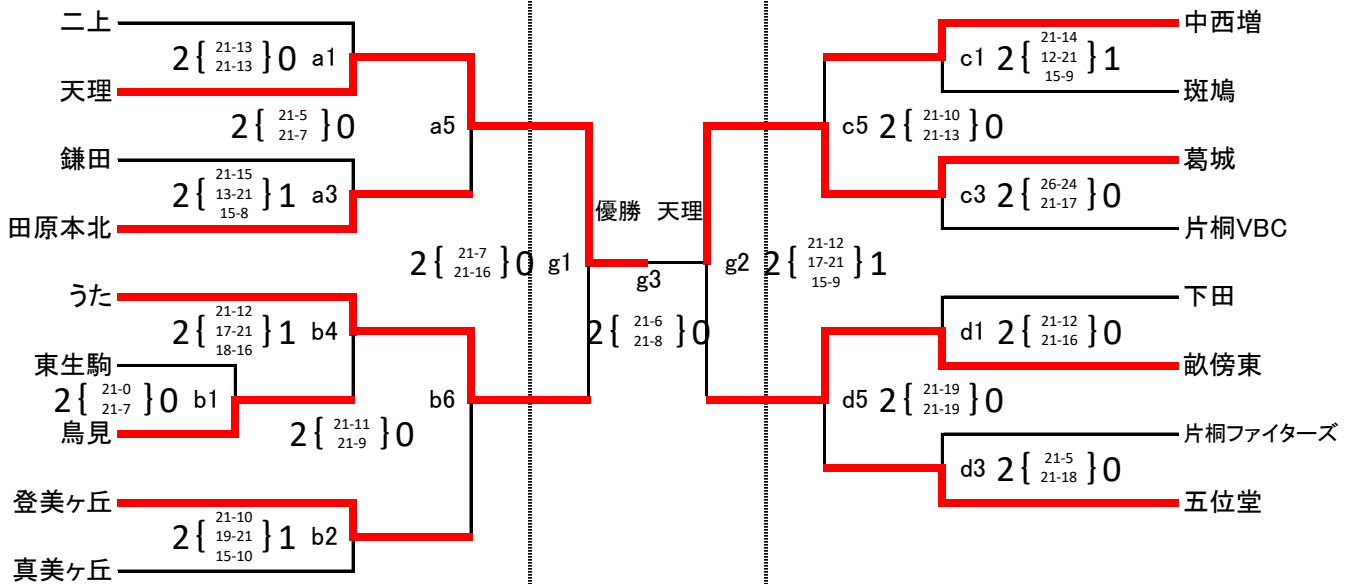 二上
2{ 21-13 21-13 }0 a1
天理
2{ 21-5 21-7 }0 a5
鎌田
2{ 21-15 13-21 15-8 }1 a3
田原本北
2{ 21-7 21-16 }0 g1
うた
2{ 21-12 17-21 18-16 }1 b4
東生駒
2{ 21-0 21-7 }0 b1
鳥見
2{ 21-11 21-9 }0 b6
登美ヶ丘
2{ 21-10 19-21 15-10 }1 b2
真美ヶ丘
優勝 天理
g3
2{ 21-6 21-8 }0
中西増
c1 2{ 21-14 12-21 15-9 }1
斑鳩
c5 2{ 21-10 21-13 }0
葛城
c3 2{ 26-24 21-17 }0
片桐VBC
g2 2{ 21-12 17-21 15-9 }1
下田
d1 2{ 21-12 21-16 }0
畝傍東
d5 2{ 21-19 21-19 }0
片桐ファイターズ
d3 2{ 21-5 21-18 }0
五位堂